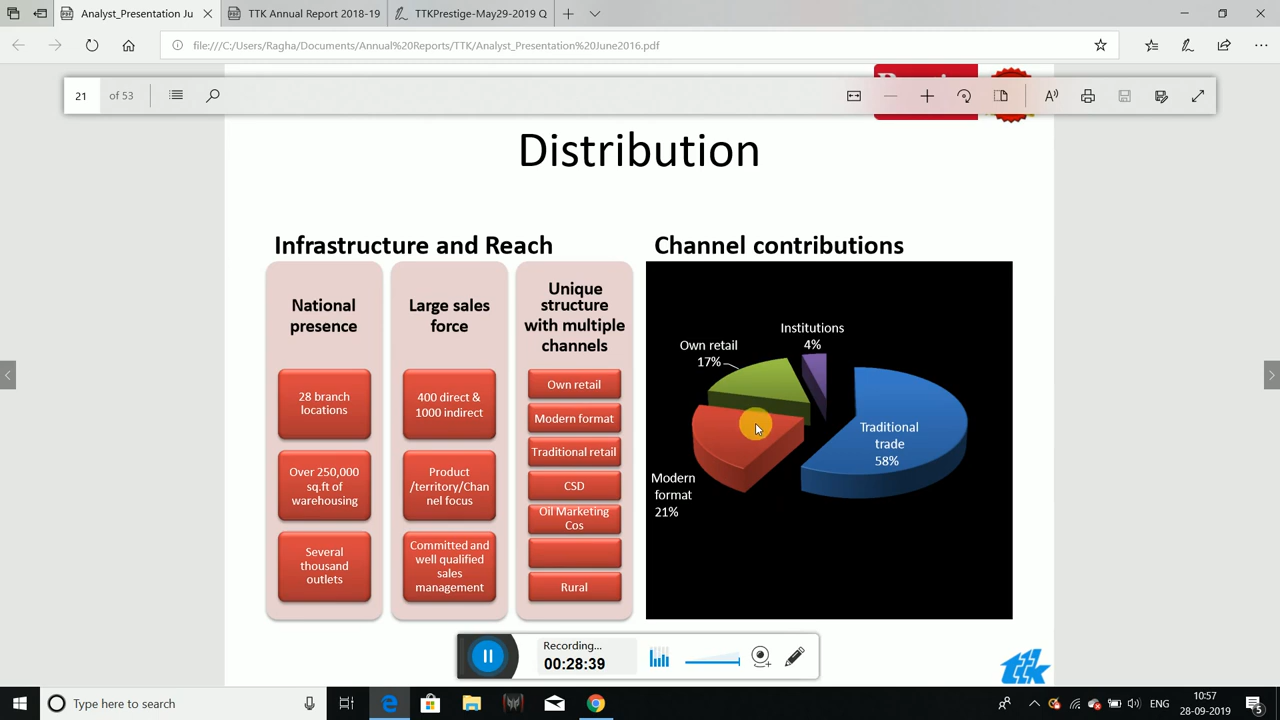 Analyst_Presentation Ju
TTK Annual Report 2018-19
TTKPrestige-May29-2019 Q
file:///C:/Users/Ragha/Documents/Annual%20Reports/TTK/Analyst_Presentation%20June2016.pdf
21 of 53
Distribution
Infrastructure and Reach
National
presence
28 branch
locations
Over 250,000
sq.ft of
warehousing
Several
thousand
outlets
Large sales
force
400 direct &
1000 indirect
Product
/territory/Chan
nel focus
Committed and
well qualified
sales
management
Unique
structure
with multiple
channels
Own retail
Modern format
Traditional retail
CSD
Oil Marketing
Cos
Rural
Channel contributions
Institutions
4%
Own retail
17%
Traditional
trade
58%
Modern
format
21%
Recording...
00:28:39
ttk
Type here to search
ENG
10:57
28-09-2019
5